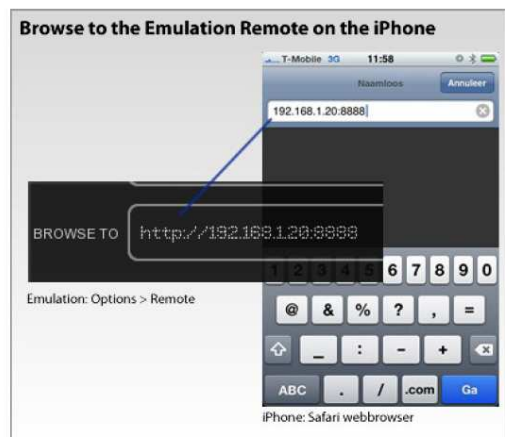 Browse to the Emulation Remote on the iPhone
T-Mobile 3G 11:58
Naamloos
Annuleer
192.168.1.20:8888
BROWSE TO http://192.168.1.20:8888
Emulation: Options > Remote
1 2 3 4 5 6 7 8 9 0
@ & % ? , =
_ : - +
ABC . / .com Ga
iPhone: Safari webbrowser